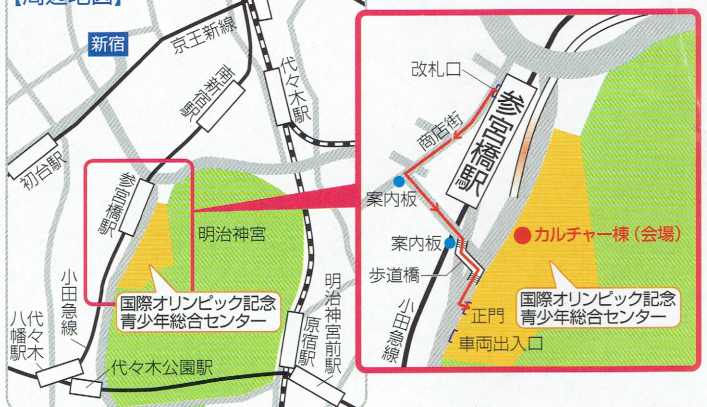 【周辺地図】
新宿
京王新線
代々木駅
南新宿駅
初台駅
参宮橋駅
明治神宮
国際オリンピック記念
青少年総合センター
小田急線
代々木
八幡駅
代々木公園駅
原宿駅
明治神宮前駅
改札口
商店街
参宮橋駅
案内板
案内板
歩道橋
カルチャー棟（会場）
国際オリンピック記念
青少年総合センター
小田急線
正門
車両出入口